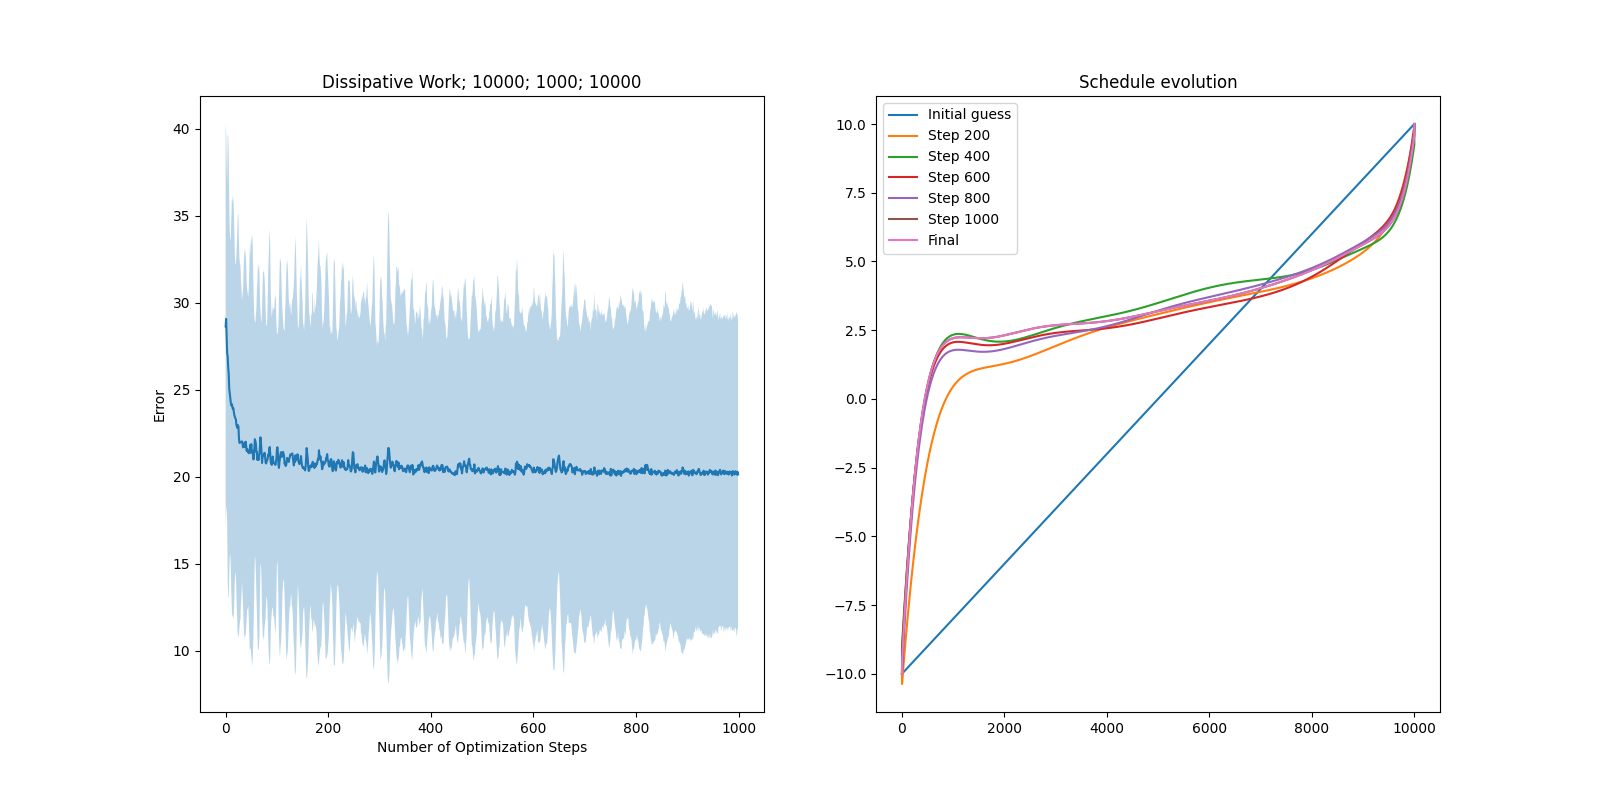 Dissipative Work; 10000; 1000; 10000
40
35
30
25
20
15
10
Error
0
200
400
600
800
1000
Number of Optimization Steps
Schedule evolution
Initial guess
Step 200
Step 400
Step 600
Step 800
Step 1000
Final
10.0
7.5
5.0
2.5
0.0
−2.5
−5.0
−7.5
−10.0
0
2000
4000
6000
8000
10000